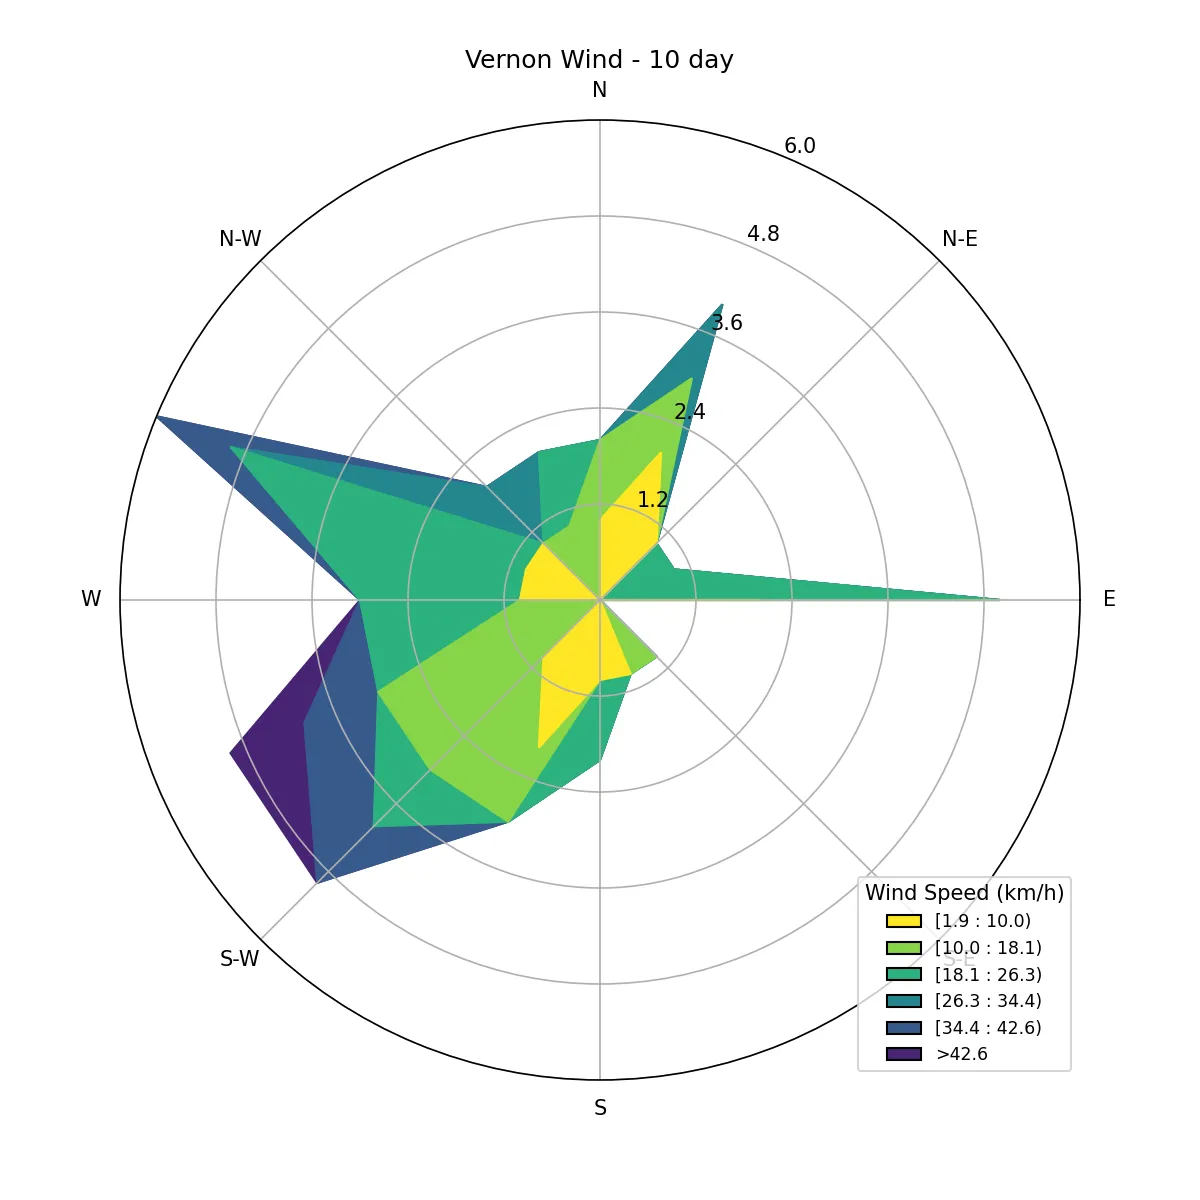 Vernon Wind - 10 day
N
6.0
4.8
N-W
N-E
3.6
2.4
1.2
W
E
S-W
S-E
Wind Speed (km/h)
[1.9 : 10.0)
[10.0 : 18.1)
[18.1 : 26.3)
[26.3 : 34.4)
[34.4 : 42.6)
>42.6
S